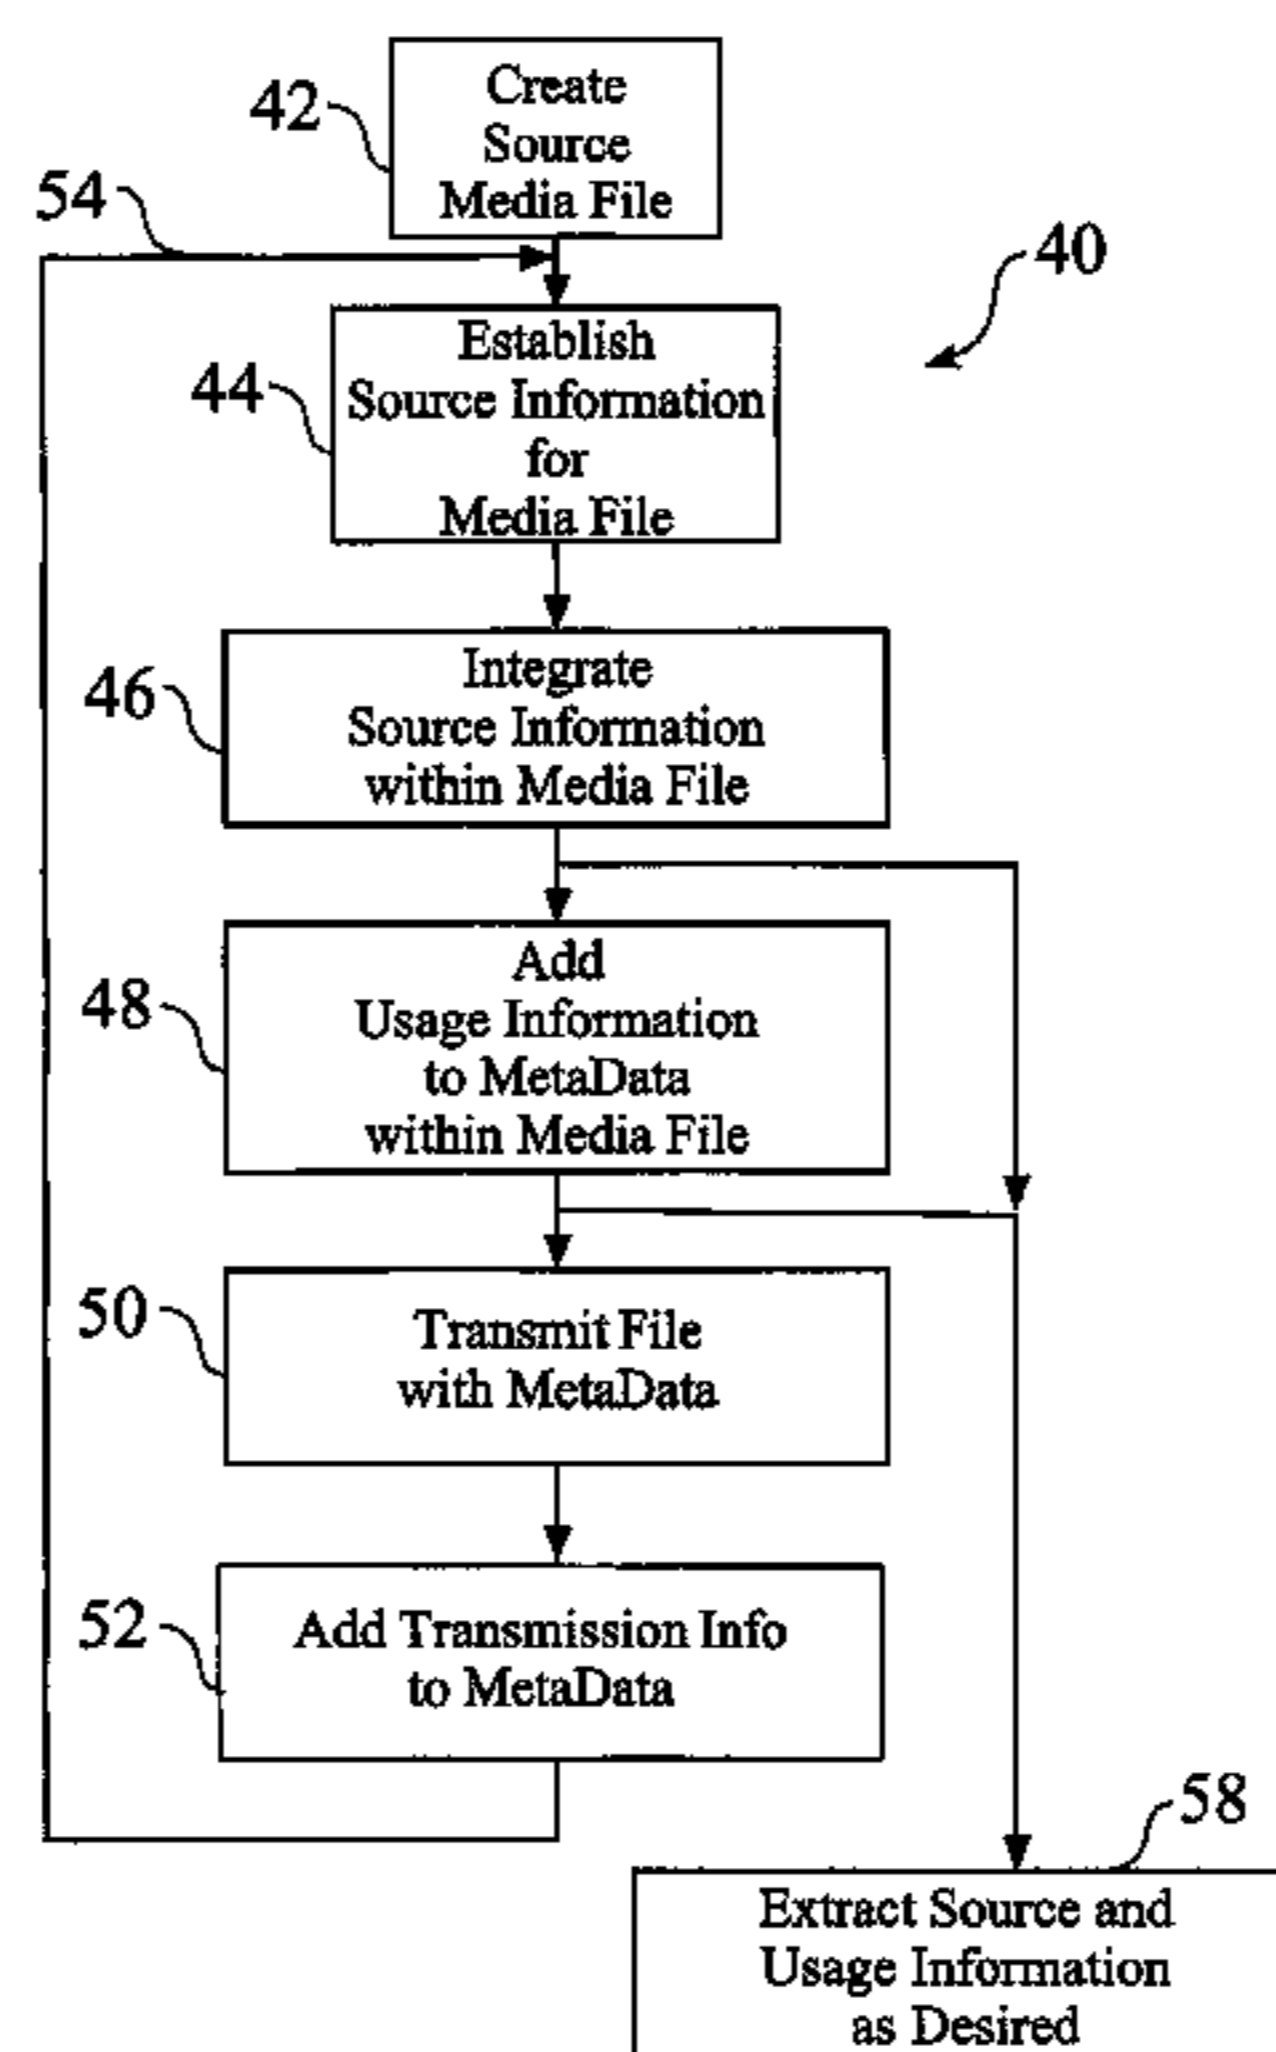 42
Create
Source
Media File
54
40
44
Establish
Source Information
for
Media File
46
Integrate
Source Information
within Media File
48
Add
Usage Information
to MetaData
within Media File
50
Transmit File
with MetaData
52
Add Transmission Info
to MetaData
58
Extract Source and
Usage Information
as Desired